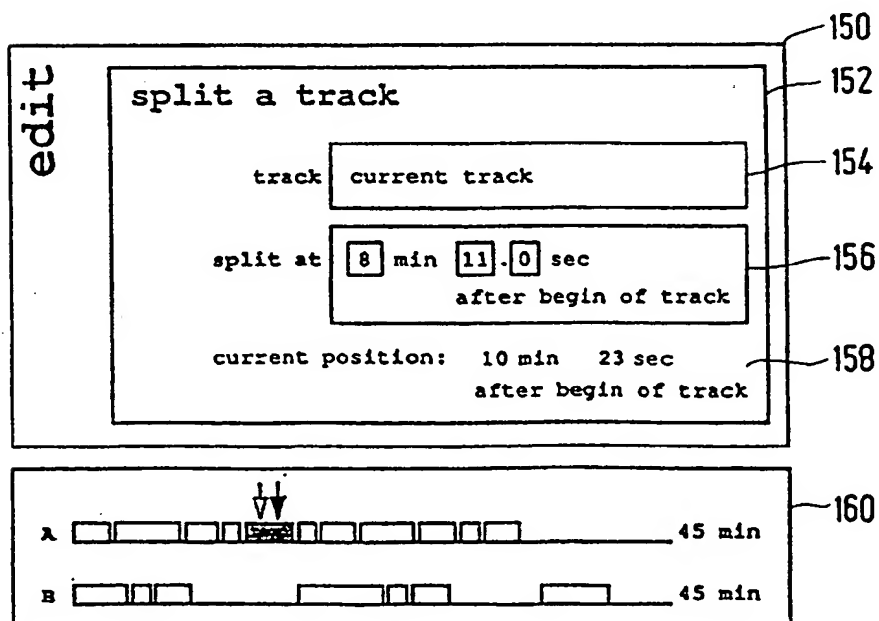 150
edit
split a track
152
track current track
154
split at 8 min 11.0 sec
after begin of track
156
current position: 10 min 23 sec
after begin of track
158
A 45 min
160
B 45 min